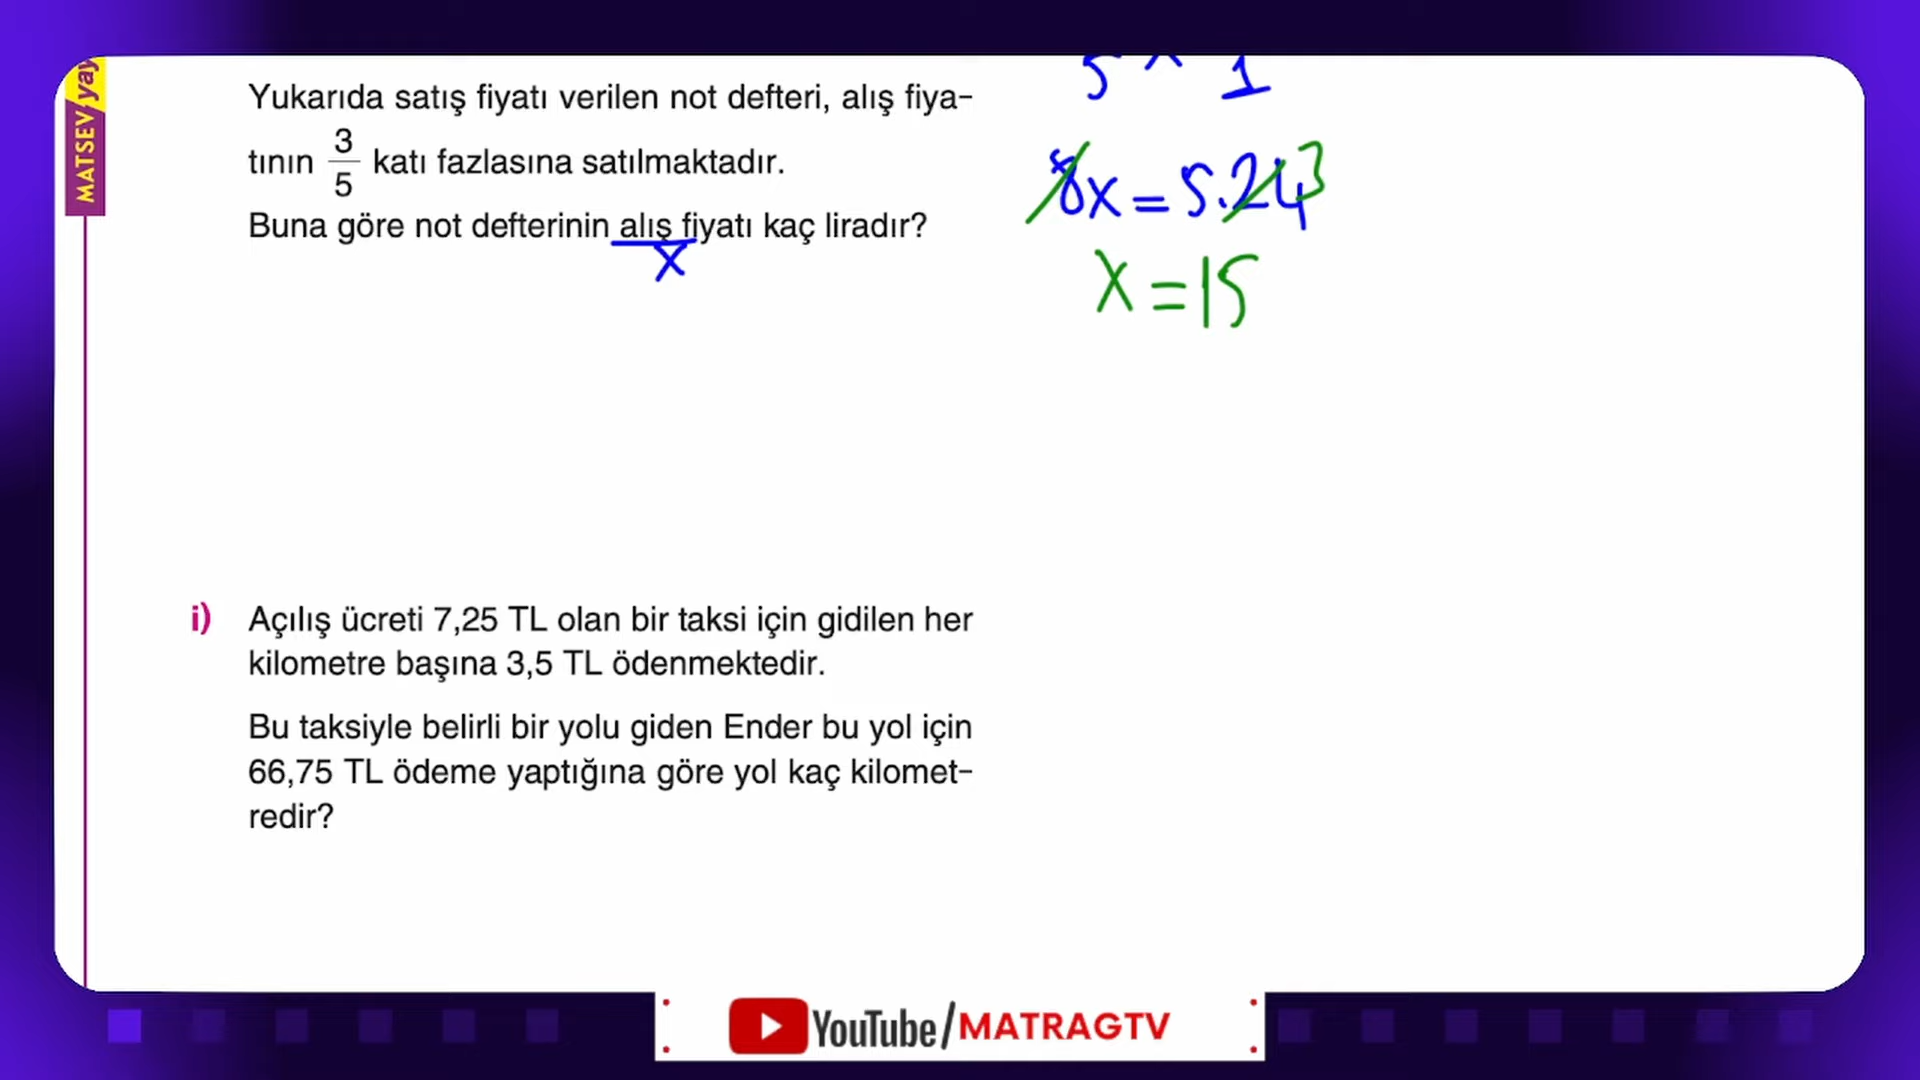 MATSEV yay
Yukarıda satış fiyatı verilen not defteri, alış fiya-
tının 3/5 katı fazlasına satılmaktadır.
Buna göre not defterinin alış fiyatı kaç liradır?
x
5 1
8x = 5.24 3
x = 15
i) Açılış ücreti 7,25 TL olan bir taksi için gidilen her
kilometre başına 3,5 TL ödenmektedir.
Bu taksiyle belirli bir yolu giden Ender bu yol için
66,75 TL ödeme yaptığına göre yol kaç kilomet-
redir?
YouTube/MATRAGTV